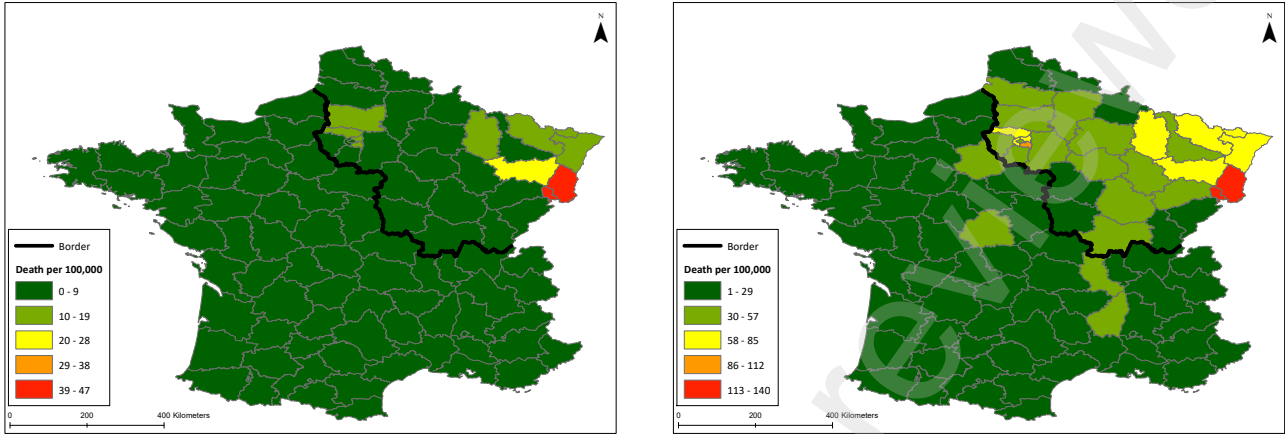 N
Border
Death per 100,000
0 - 9
10 - 19
20 - 28
29 - 38
39 - 47
0 200 400 Kilometers
N
Border
Death per 100,000
1 - 29
30 - 57
58 - 85
86 - 112
113 - 140
0 200 400 Kilometers
review